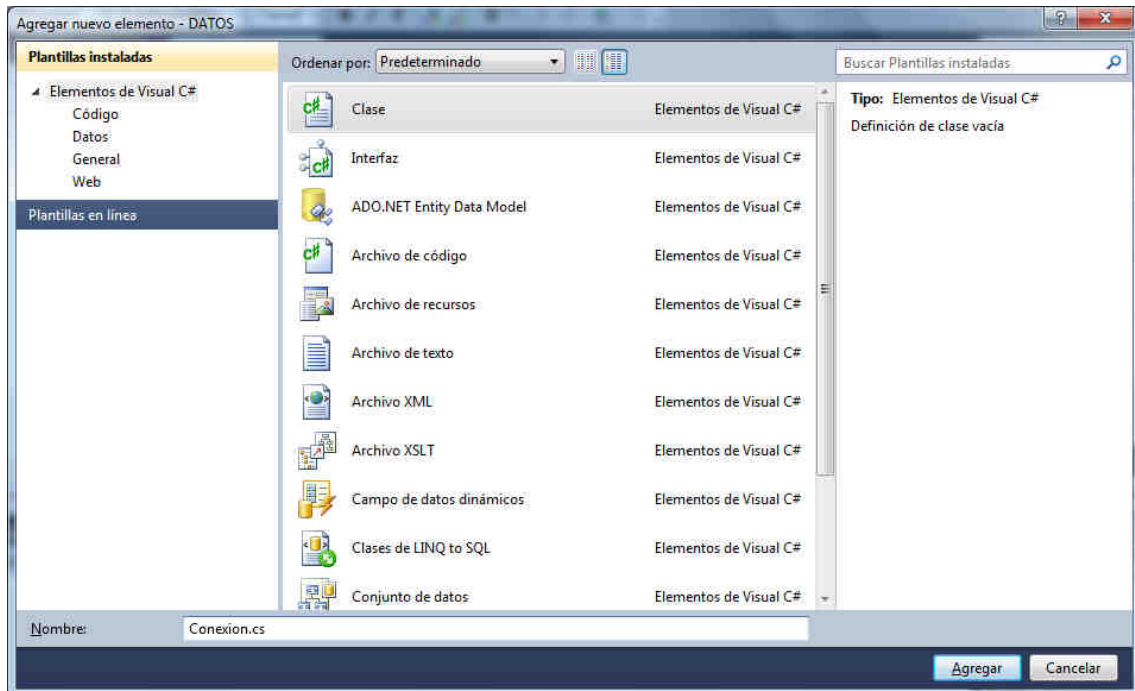 Agregar nuevo elemento - DATOS
Plantillas instaladas
Elementos de Visual C#
Código
Datos
General
Web
Plantillas en línea
Ordenar por: Predeterminado
Clase Elementos de Visual C#
Interfaz Elementos de Visual C#
ADO.NET Entity Data Model Elementos de Visual C#
Archivo de código Elementos de Visual C#
Archivo de recursos Elementos de Visual C#
Archivo de texto Elementos de Visual C#
Archivo XML Elementos de Visual C#
Archivo XSLT Elementos de Visual C#
Campo de datos dinámicos Elementos de Visual C#
Clases de LINQ to SQL Elementos de Visual C#
Conjunto de datos Elementos de Visual C#
Buscar Plantillas instaladas
Tipo: Elementos de Visual C#
Definición de clase vacía
Nombre: Conexion.cs
Agregar Cancelar